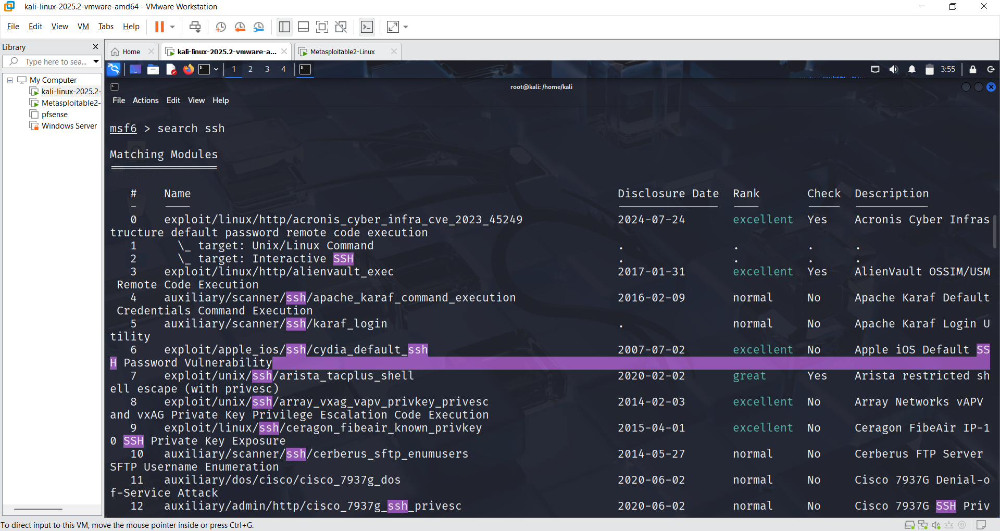 kali-linux-2025.2-vmware-amd64 - VMware Workstation
File Edit View VM Tabs Help
Library
Type here to sea...
My Computer
kali-linux-2025.2-
Metasploitable2-
pfsense
Windows Server
Home kali-linux-2025.2-vmware-a... Metasploitable2-Linux
1 2 3 4 3:55
root@kali: /home/kali
File Actions Edit View Help
msf6 > search ssh
Matching Modules
================
# Name Disclosure Date Rank Check Description
- ---- --------------- ---- ----- -----------
0 exploit/linux/http/acronis_cyber_infra_cve_2023_45249 2024-07-24 excellent Yes Acronis Cyber Infras
tructure default password remote code execution
1 \_ target: Unix/Linux Command . . . .
2 \_ target: Interactive SSH . . . .
3 exploit/linux/http/alienvault_exec 2017-01-31 excellent Yes AlienVault OSSIM/USM
Remote Code Execution
4 auxiliary/scanner/ssh/apache_karaf_command_execution 2016-02-09 normal No Apache Karaf Default
Credentials Command Execution
5 auxiliary/scanner/ssh/karaf_login . normal No Apache Karaf Login U
tility
6 exploit/apple_ios/ssh/cydia_default_ssh 2007-07-02 excellent No Apple iOS Default SS
H Password Vulnerability
7 exploit/unix/ssh/arista_tacplus_shell 2020-02-02 great Yes Arista restricted sh
ell escape (with privesc)
8 exploit/unix/ssh/array_vxag_vapv_privkey_privesc 2014-02-03 excellent No Array Networks vAPV
and vxAG Private Key Privilege Escalation Code Execution
9 exploit/linux/ssh/ceragon_fibeair_known_privkey 2015-04-01 excellent No Ceragon FibeAir IP-1
0 SSH Private Key Exposure
10 auxiliary/scanner/ssh/cerberus_sftp_enumusers 2014-05-27 normal No Cerberus FTP Server
SFTP Username Enumeration
11 auxiliary/dos/cisco/cisco_7937g_dos 2020-06-02 normal No Cisco 7937G Denial-o
f-Service Attack
12 auxiliary/admin/http/cisco_7937g_ssh_privesc 2020-06-02 normal No Cisco 7937G SSH Priv
To direct input to this VM, move the mouse pointer inside or press Ctrl+G.